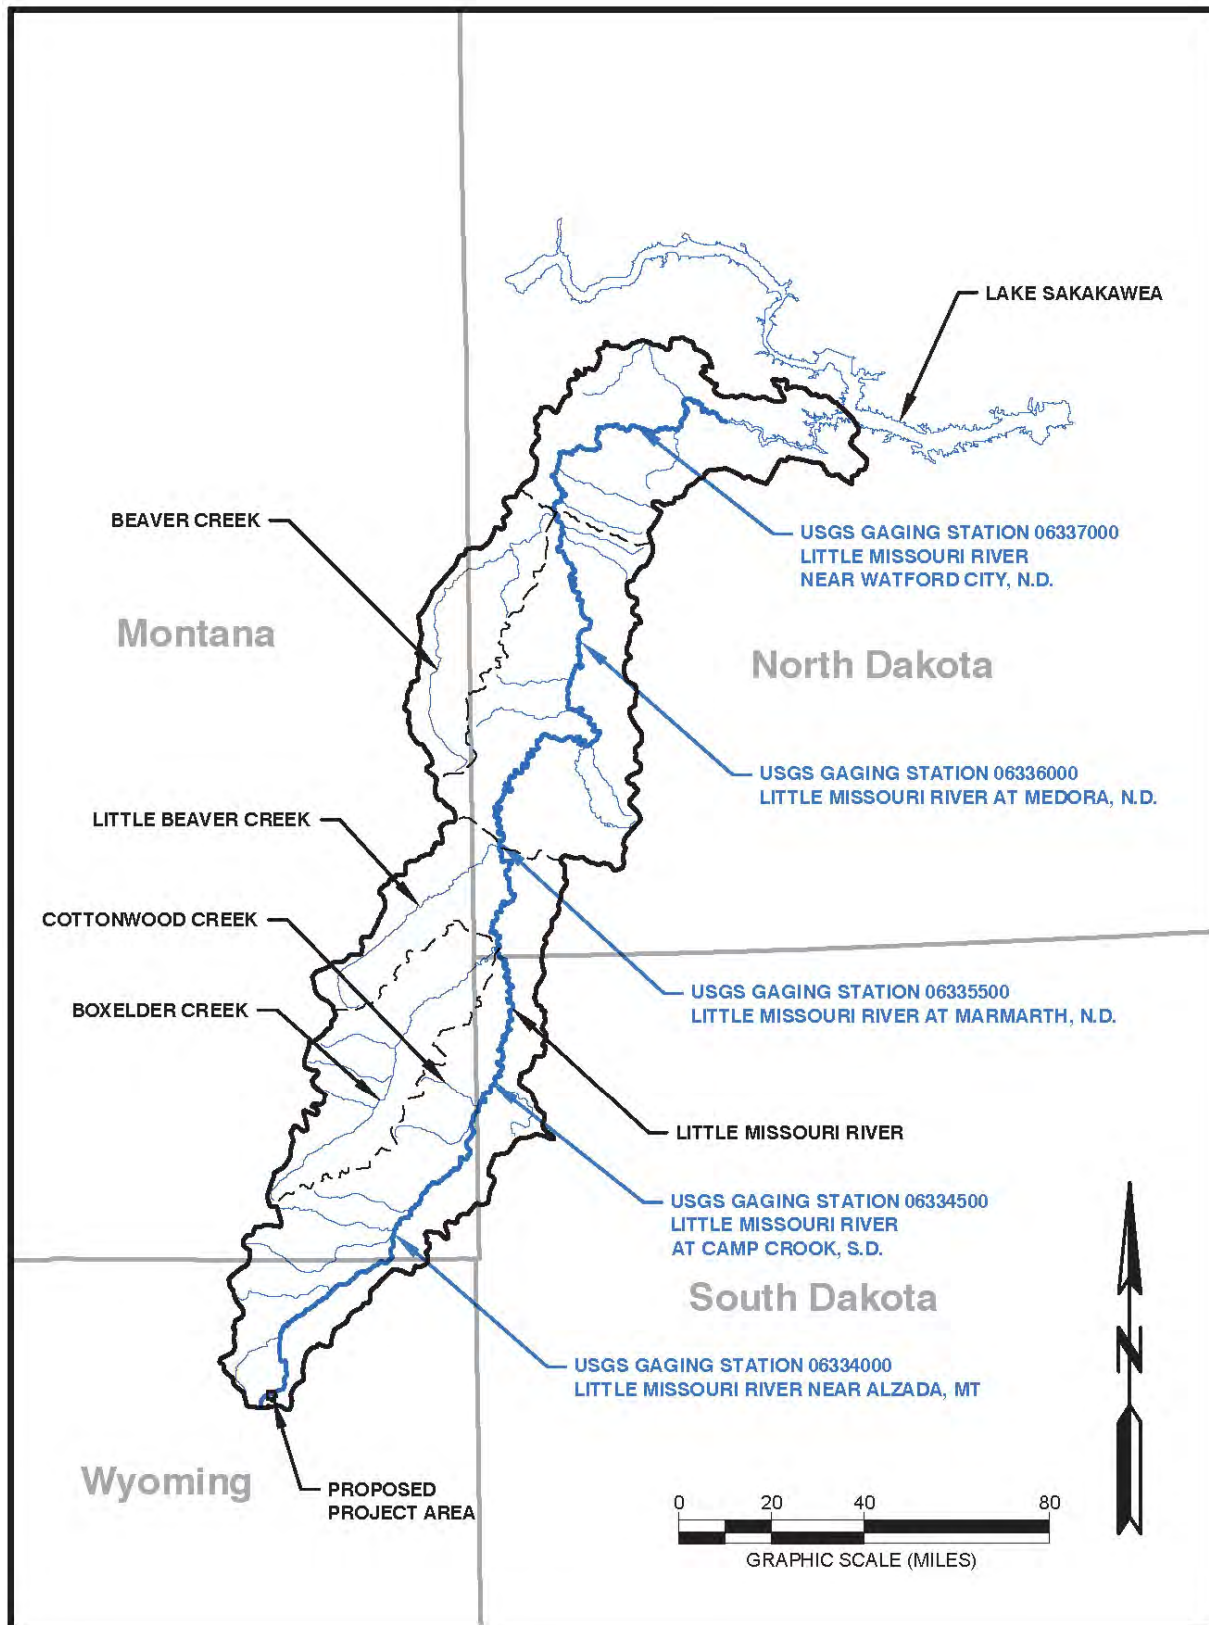 LAKE SAKAKAWEA
BEAVER CREEK
USGS GAGING STATION 06337000
LITTLE MISSOURI RIVER
NEAR WATFORD CITY, N.D.
Montana
North Dakota
USGS GAGING STATION 06336000
LITTLE MISSOURI RIVER AT MEDORA, N.D.
LITTLE BEAVER CREEK
COTTONWOOD CREEK
BOXELDER CREEK
USGS GAGING STATION 06335500
LITTLE MISSOURI RIVER AT MARMARTH, N.D.
LITTLE MISSOURI RIVER
USGS GAGING STATION 06334500
LITTLE MISSOURI RIVER
AT CAMP CROOK, S.D.
South Dakota
USGS GAGING STATION 06334000
LITTLE MISSOURI RIVER NEAR ALZADA, MT
Wyoming
PROPOSED
PROJECT AREA
N
0 20 40 80
GRAPHIC SCALE (MILES)